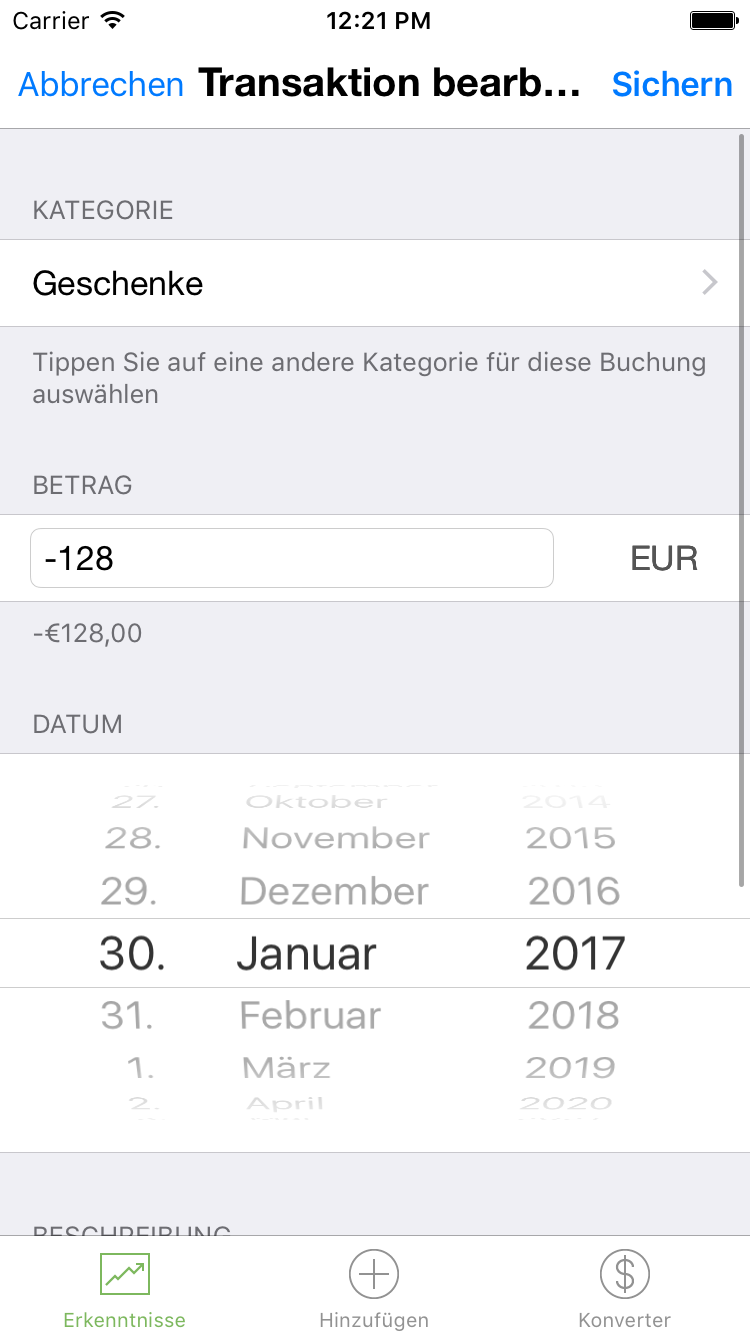 Carrier 12:21 PM
Abbrechen Transaktion bearb... Sichern
KATEGORIE
Geschenke
Tippen Sie auf eine andere Kategorie für diese Buchung
auswählen
BETRAG
-128 EUR
-€128,00
DATUM
27. Oktober 2014
28. November 2015
29. Dezember 2016
30. Januar 2017
31. Februar 2018
1. März 2019
2. April 2020
BESCHREIBUNG
Erkenntnisse Hinzufügen Konverter